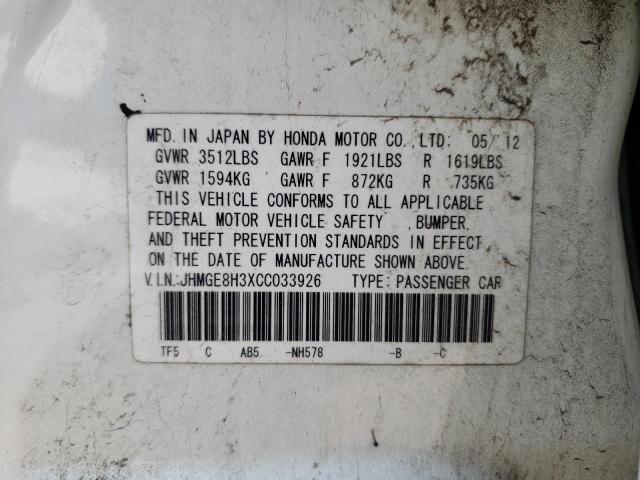 MFD. IN JAPAN BY HONDA MOTOR CO.,LTD: 05/'12
GVWR 3512LBS GAWR F 1921LBS R 1619LBS
GVWR 1594KG GAWR F 872KG R 735KG
THIS VEHICLE CONFORMS TO ALL APPLICABLE
FEDERAL MOTOR VEHICLE SAFETY ,BUMPER,
AND THEFT PREVENTION STANDARDS IN EFFECT
ON THE DATE OF MANUFACTURE SHOWN ABOVE.
V.I.N.:JHMGE8H3XCC033926 TYPE: PASSENGER CAR
TF5 C AB5 -NH578 -B -C